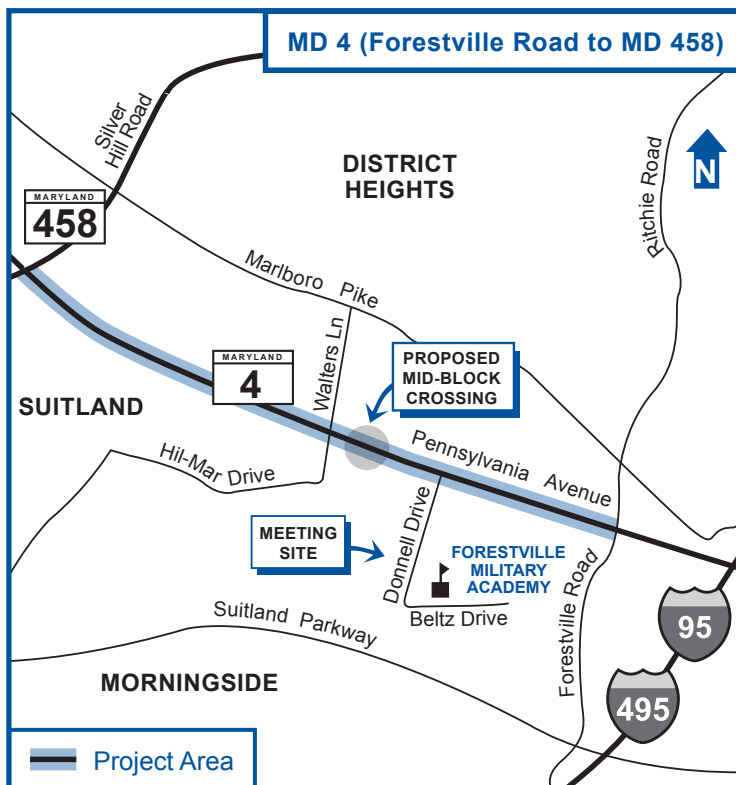 MD 4 (Forestville Road to MD 458)
Silver
Hill Road
MARYLAND
458
DISTRICT
HEIGHTS
N
Ritchie Road
Marlboro Pike
Walters Ln
MARYLAND
4
PROPOSED
MID-BLOCK
CROSSING
SUITLAND
Hil-Mar Drive
Pennsylvania Avenue
MEETING
SITE
Donnell Drive
FORESTVILLE
MILITARY
ACADEMY
Beltz Drive
Forestville Road
95
Suitland Parkway
MORNINGSIDE
495
Project Area